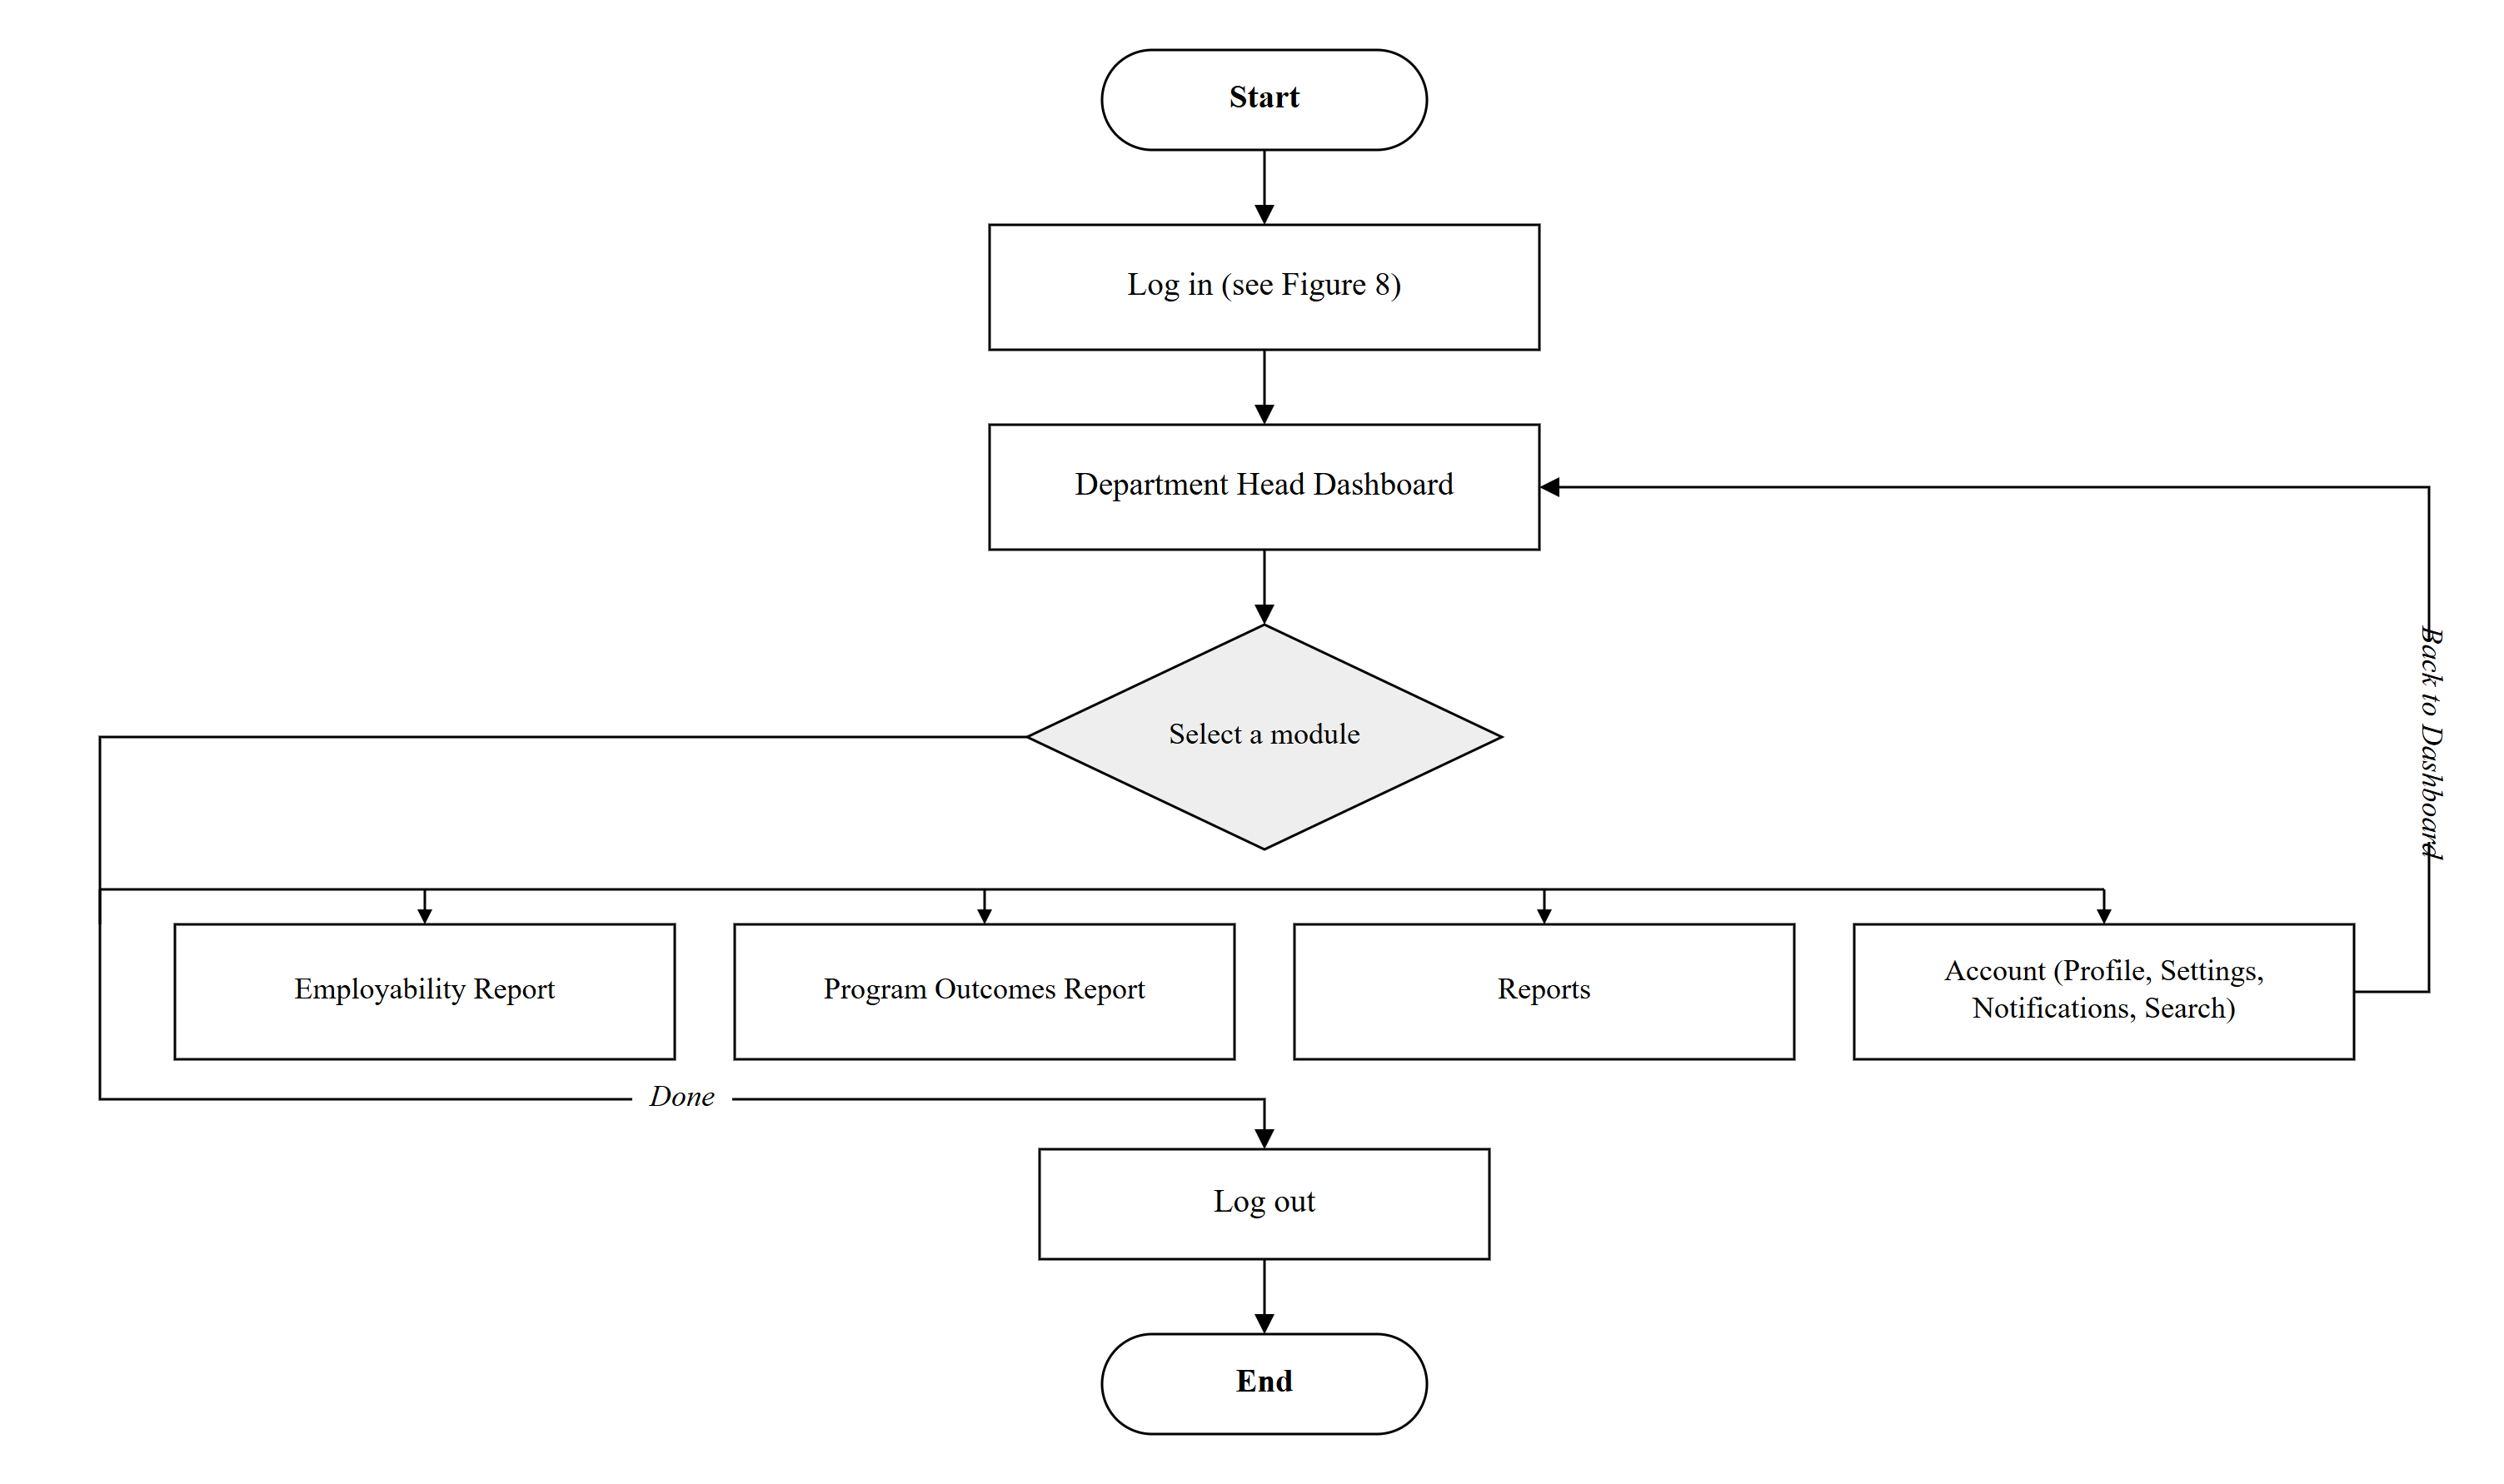 Start
Log in (see Figure 8)
Department Head Dashboard
Select a module
Back to Dashboard
Employability Report
Program Outcomes Report
Reports
Account (Profile, Settings,
Notifications, Search)
Done
Log out
End